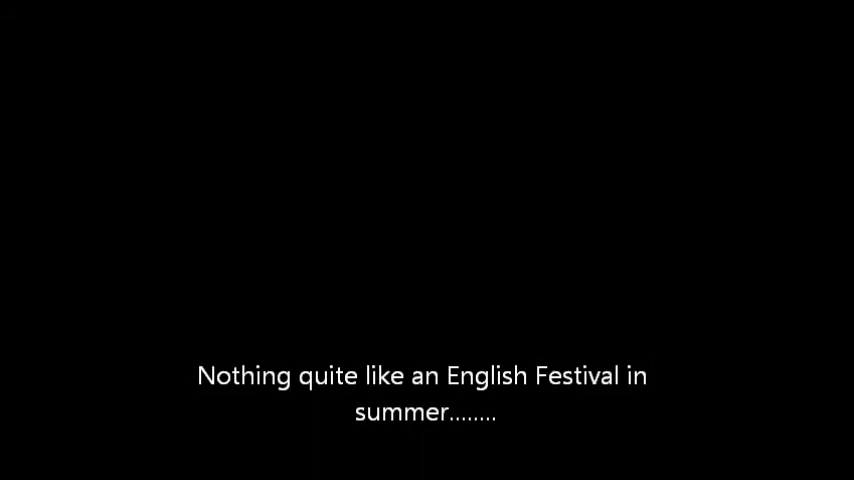 Nothing quite like an English Festival in
summer........